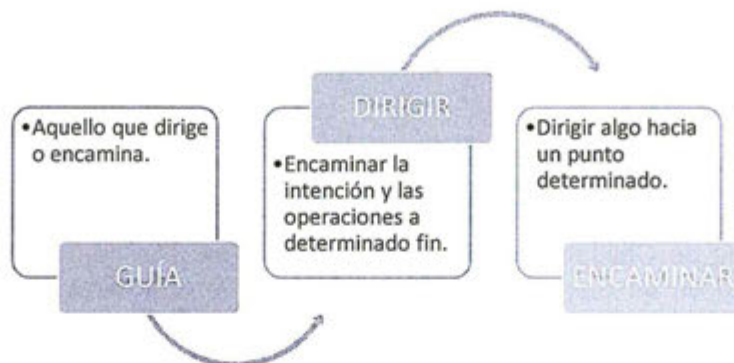 •Aquello que dirige
o encamina.
GUÍA
DIRIGIR
•Encaminar la
intención y las
operaciones a
determinado fin.
•Dirigir algo hacia
un punto
determinado.
ENCAMINAR